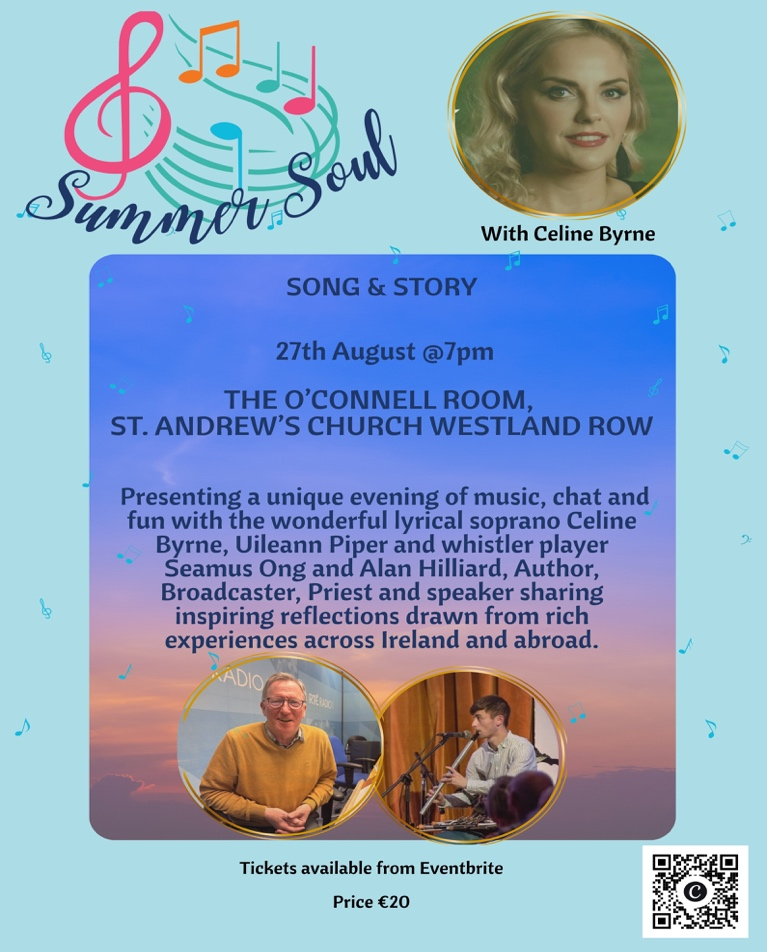 Summer Soul
With Celine Byrne
SONG & STORY
27th August @7pm
THE O'CONNELL ROOM,
ST. ANDREW'S CHURCH WESTLAND ROW
Presenting a unique evening of music, chat and
fun with the wonderful lyrical soprano Celine
Byrne, Uileann Piper and whistler player
Seamus Ong and Alan Hilliard, Author,
Broadcaster, Priest and speaker sharing
inspiring reflections drawn from rich
experiences across Ireland and abroad.
RADIO
RTÉ RADIO 1
Tickets available from Eventbrite
Price €20
C